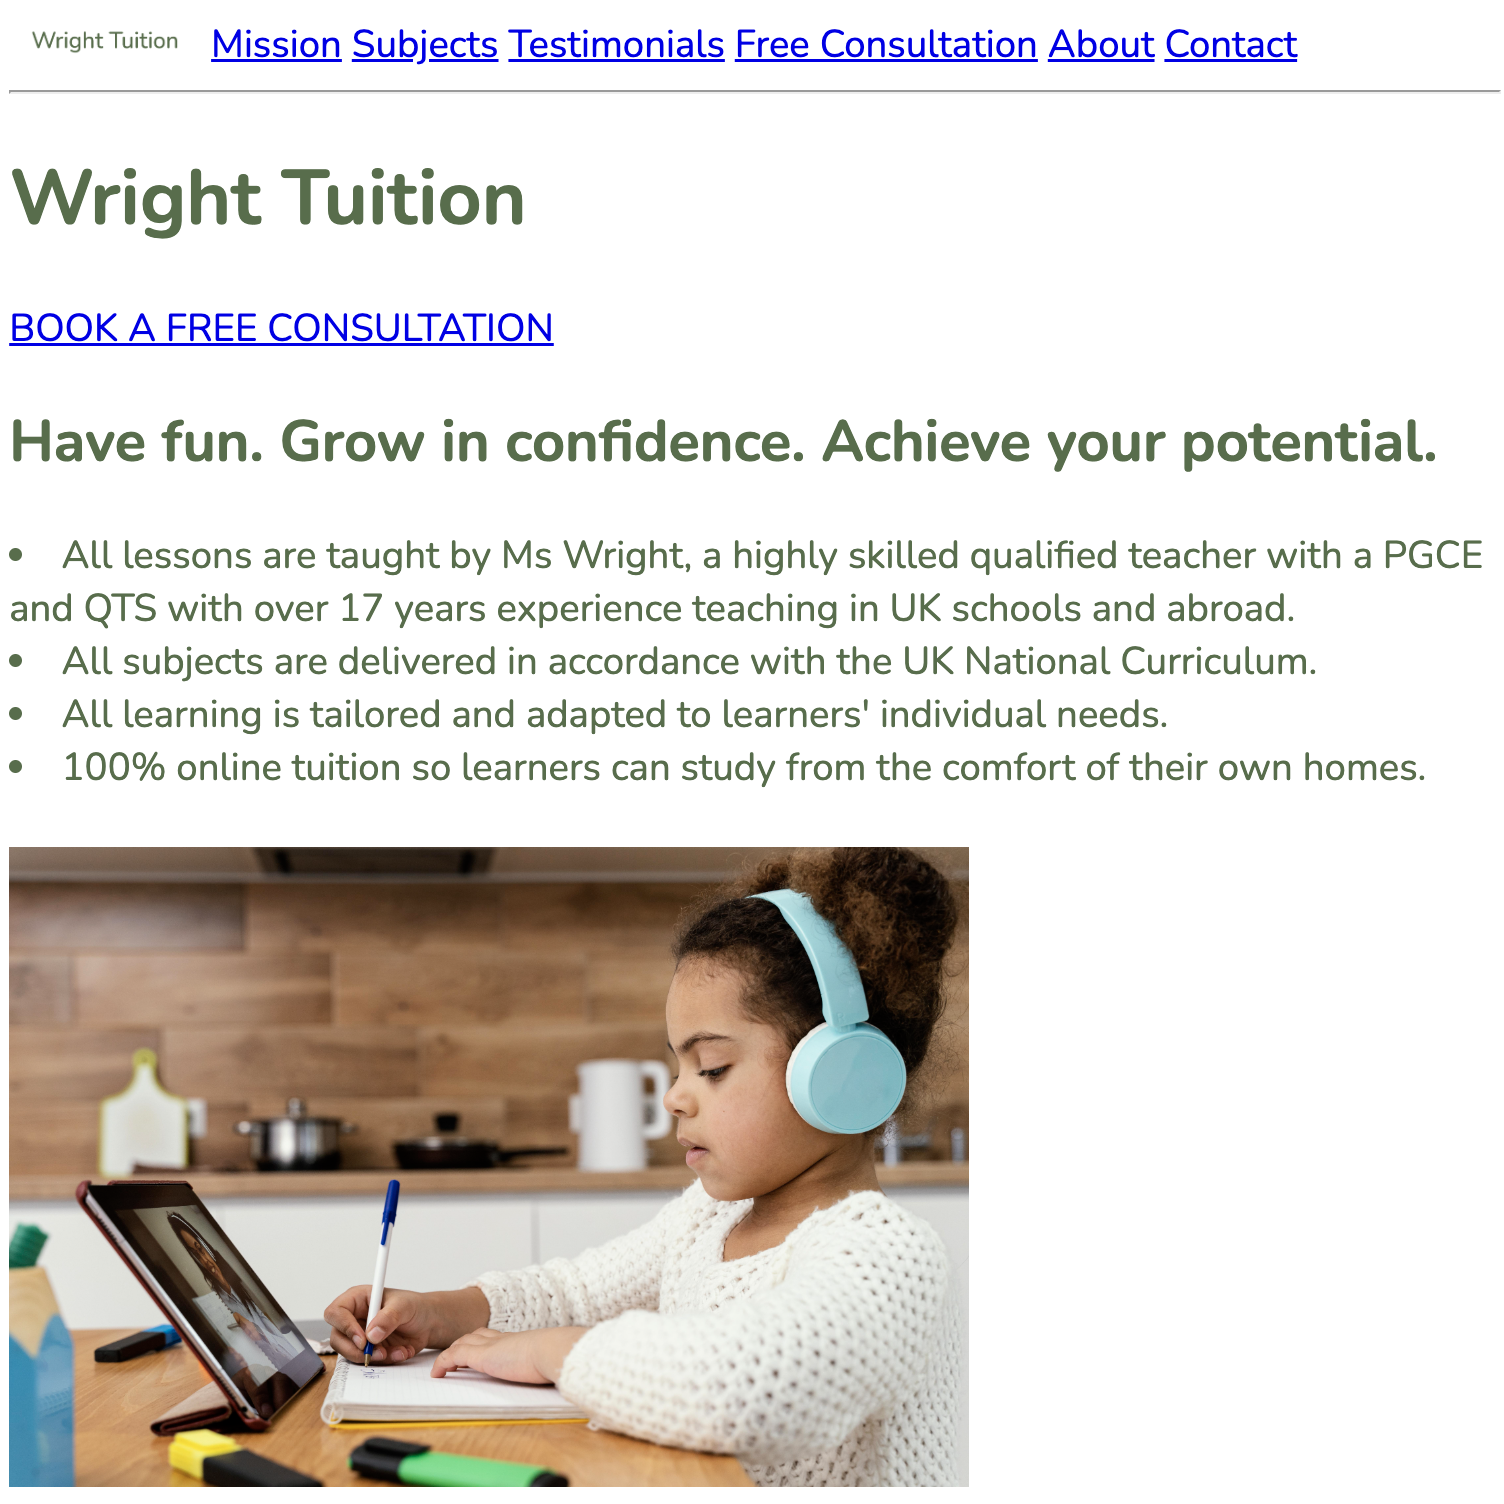 Wright Tuition Mission Subjects Testimonials Free Consultation About Contact
Wright Tuition
BOOK A FREE CONSULTATION
Have fun. Grow in confidence. Achieve your potential.
• All lessons are taught by Ms Wright, a highly skilled qualified teacher with a PGCE
and QTS with over 17 years experience teaching in UK schools and abroad.
• All subjects are delivered in accordance with the UK National Curriculum.
• All learning is tailored and adapted to learners' individual needs.
• 100% online tuition so learners can study from the comfort of their own homes.